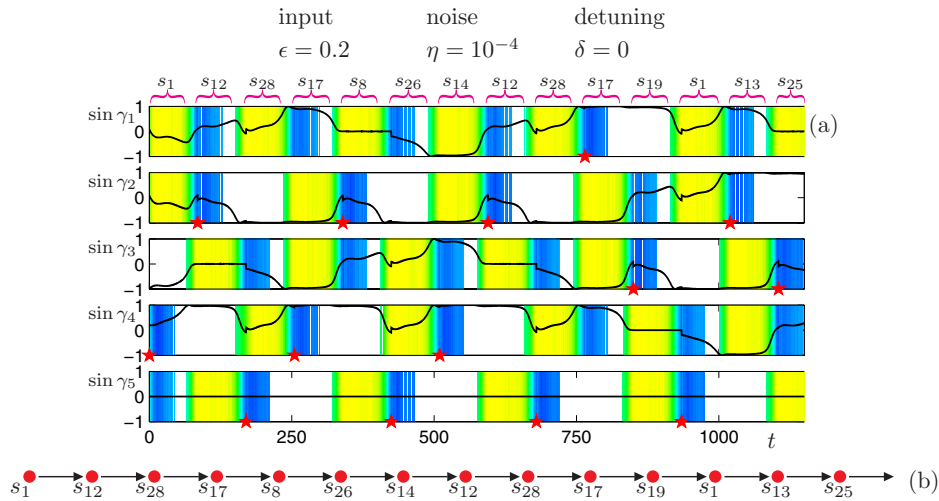 input noise detuning
ϵ = 0.2 η = 10⁻⁴ δ = 0
s₁ s₁₂ s₂₈ s₁₇ s₈ s₂₆ s₁₄ s₁₂ s₂₈ s₁₇ s₁₉ s₁ s₁₃ s₂₅
sin γ₁ 1 0 −1 (a)
sin γ₂ 1 0 −1
sin γ₃ 1 0 −1
sin γ₄ 1 0 −1
sin γ₅ 1 0 −1
0 250 500 750 1000 t
s₁ s₁₂ s₂₈ s₁₇ s₈ s₂₆ s₁₄ s₁₂ s₂₈ s₁₇ s₁₉ s₁ s₁₃ s₂₅ (b)